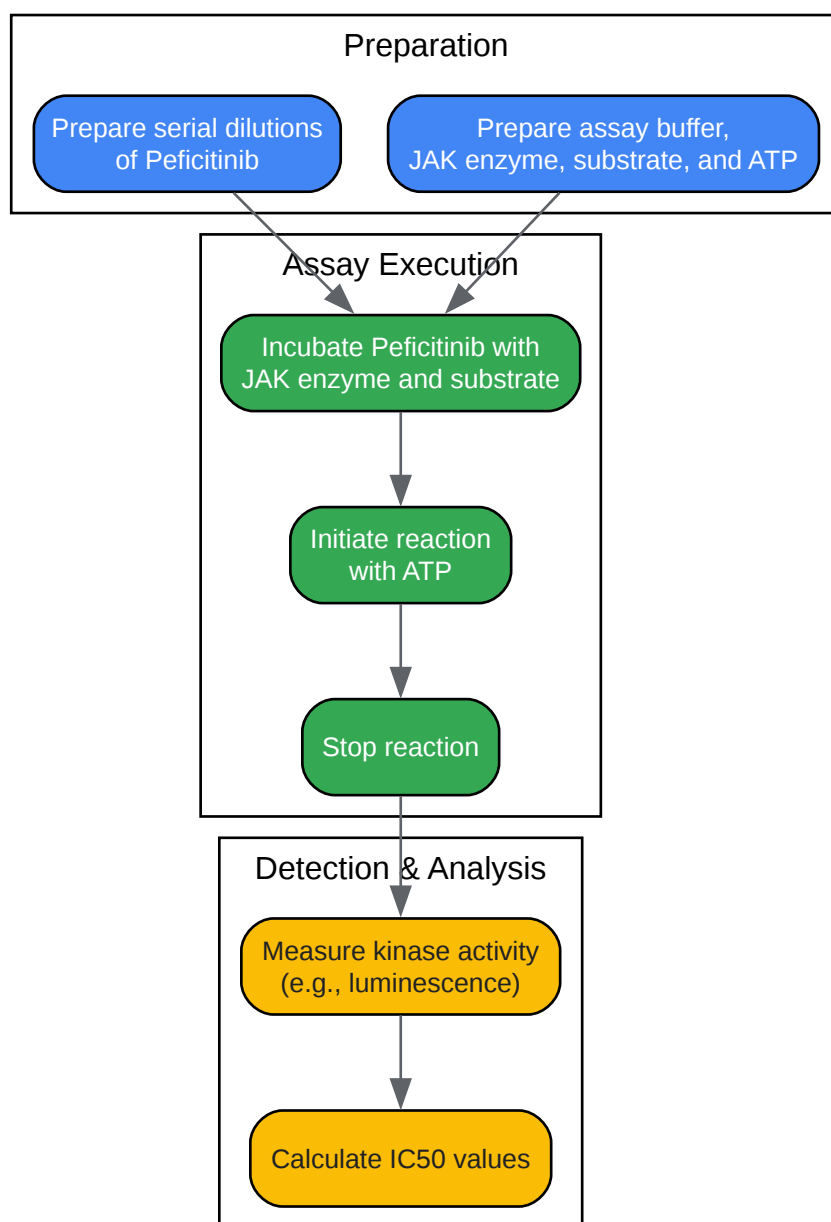 Preparation
Prepare serial dilutions
of Peficitinib
Prepare assay buffer,
JAK enzyme, substrate, and ATP
Assay Execution
Incubate Peficitinib with
JAK enzyme and substrate
Initiate reaction
with ATP
Stop reaction
Detection & Analysis
Measure kinase activity
(e.g., luminescence)
Calculate IC50 values